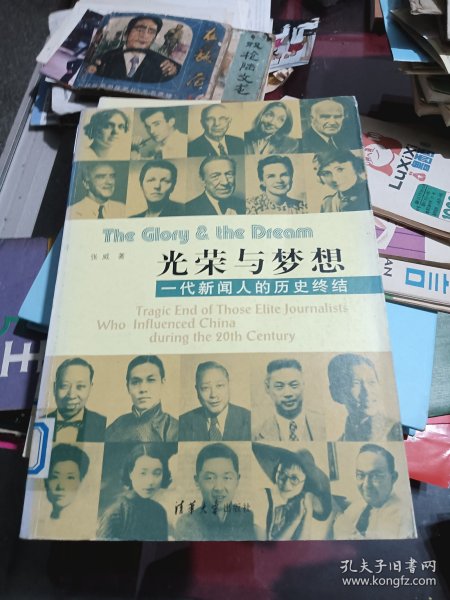 The Glory & the Dream
张威 著
光荣与梦想
一代新闻人的历史终结
Tragic End of Those Elite Journalists
Who Influenced China
during the 20th Century
清华大学出版社
孔夫子旧书网
www.kongfz.com